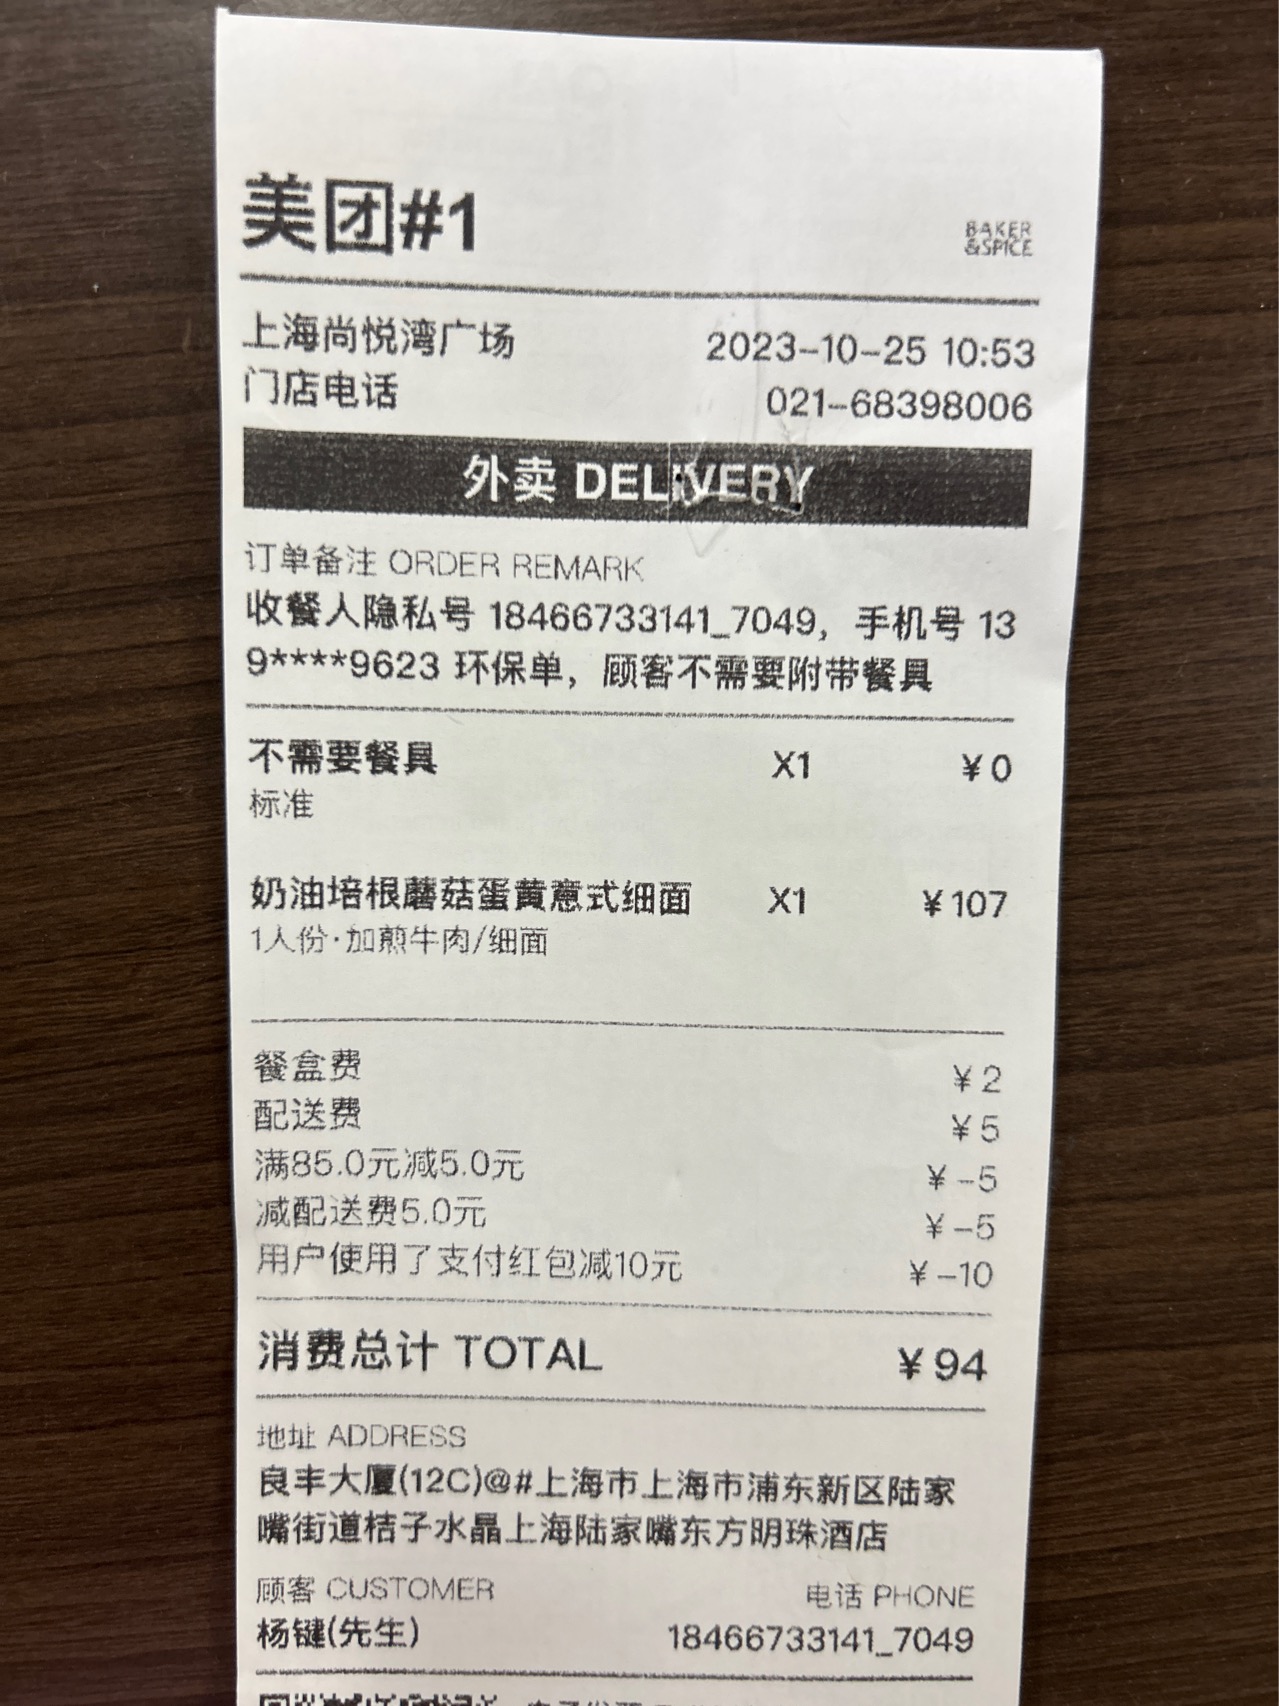 美团#1
BAKER
&SPICE
上海尚悦湾广场 2023-10-25 10:53
门店电话 021-68398006
外卖 DELIVERY
订单备注 ORDER REMARK
收餐人隐私号 18466733141_7049，手机号 13
9****9623 环保单，顾客不需要附带餐具
不需要餐具 X1 ¥0
标准
奶油培根蘑菇蛋黄意式细面 X1 ¥107
1人份·加煎牛肉/细面
餐盒费 ¥2
配送费 ¥5
满85.0元减5.0元 ¥-5
减配送费5.0元 ¥-5
用户使用了支付红包减10元 ¥-10
消费总计 TOTAL ¥94
地址 ADDRESS
良丰大厦(12C)@#上海市上海市浦东新区陆家
嘴街道桔子水晶上海陆家嘴东方明珠酒店
顾客 CUSTOMER 电话 PHONE
杨键(先生) 18466733141_7049